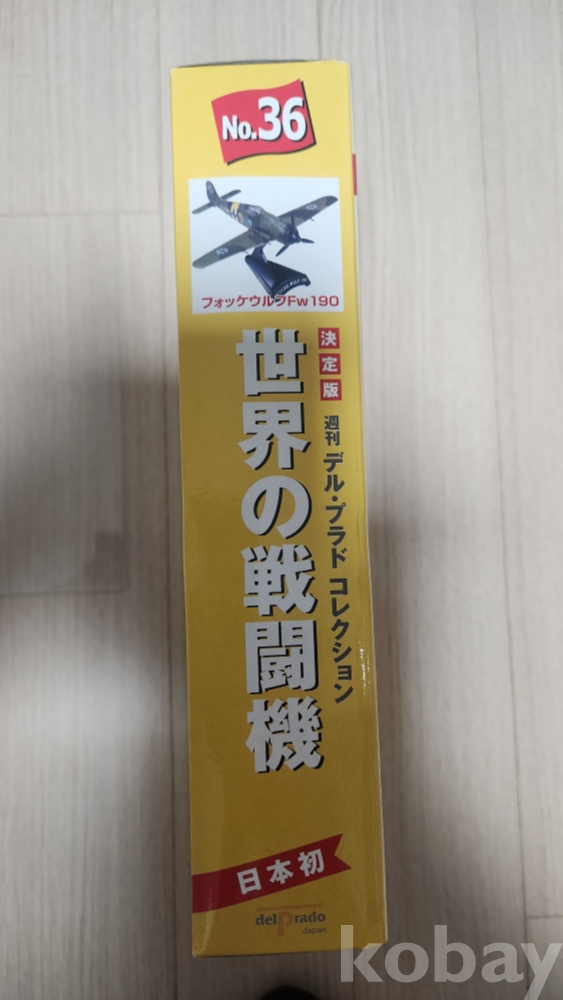 No.36
フォッケウルフFw190
決定版
週刊 デル・プラド コレクション
世界の戦闘機
日本初
delPrado
Japan
kobay